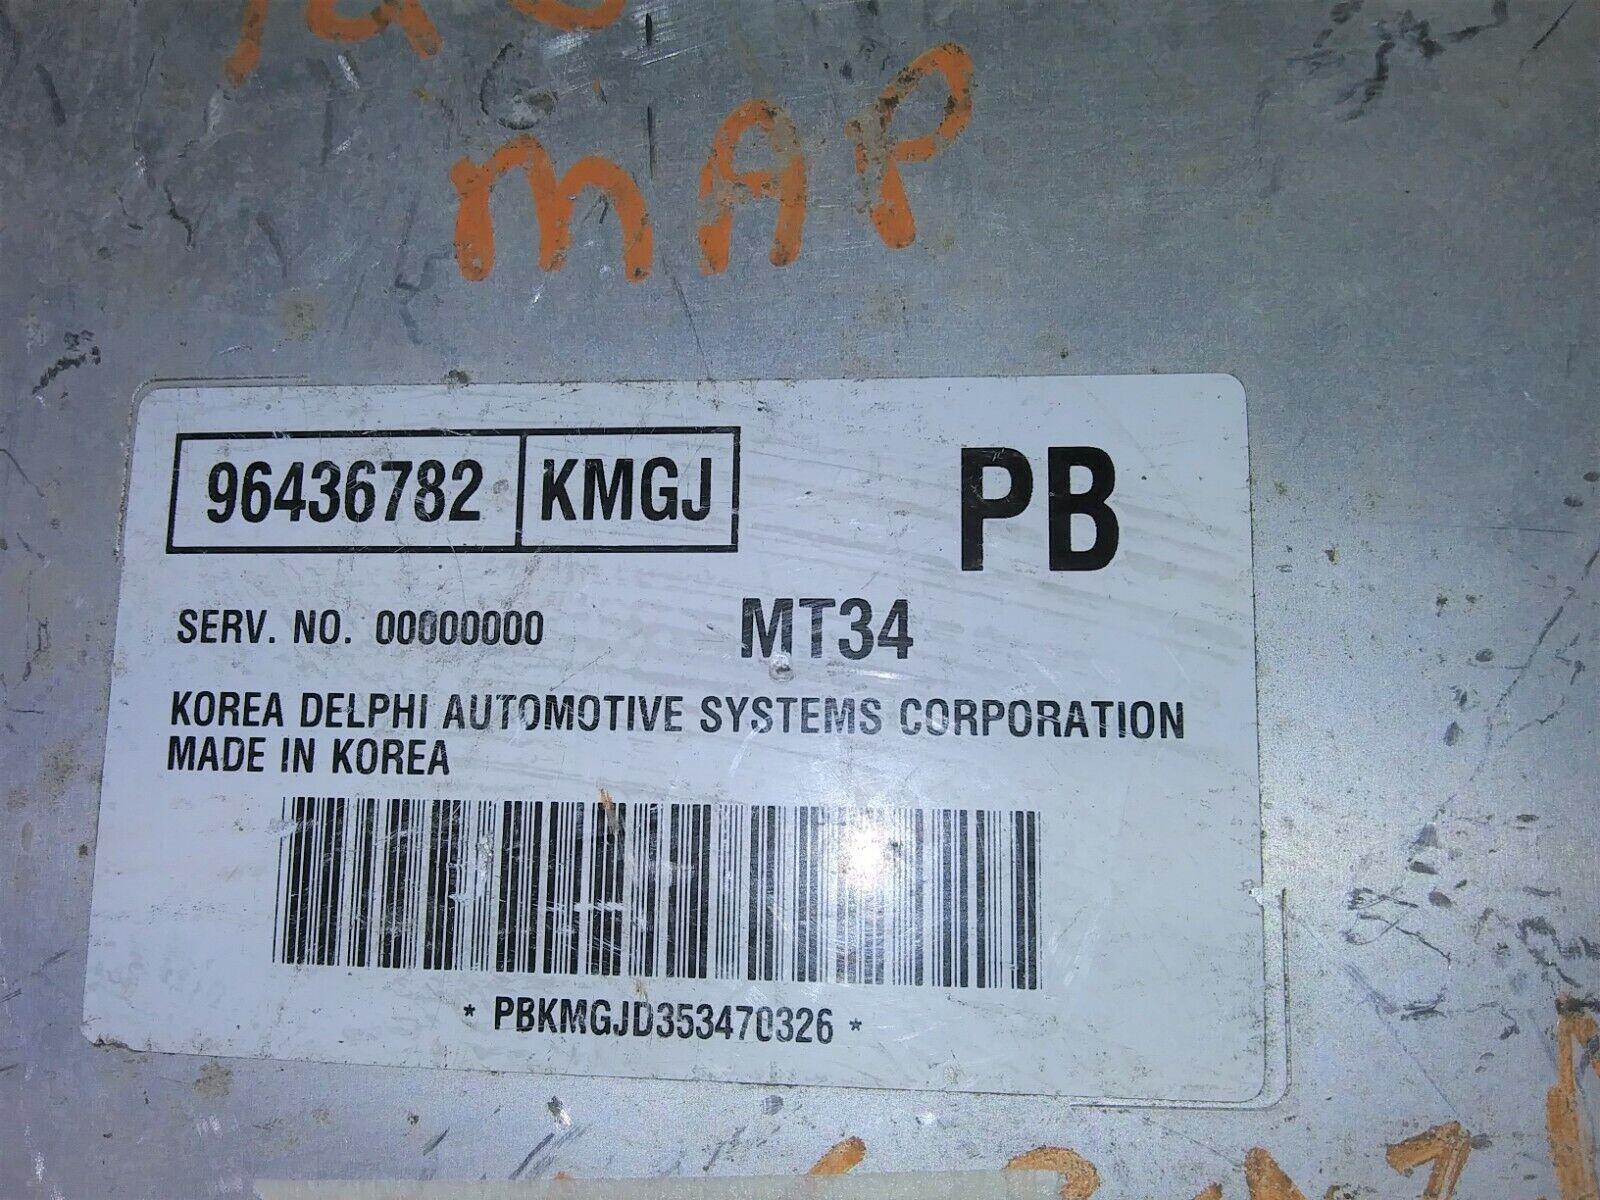 MAP
96436782 KMGJ PB
SERV. NO. 00000000 MT34
KOREA DELPHI AUTOMOTIVE SYSTEMS CORPORATION
MADE IN KOREA
* PBKMGJD353470326 *